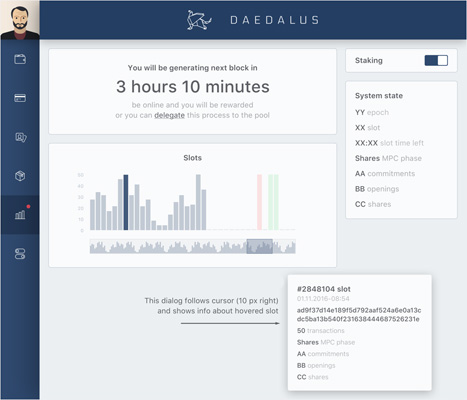 DAEDALUS
You will be generating next block in
3 hours 10 minutes
be online and you will be rewarded
or you can delegate this process to the pool!
Staking
System state
YY epoch
XX slot
XX:XX slot time left
Shares MPC phase
AA commitments
BB openings
CC shares
Slots
50
40
30
20
10
0
This dialog follows cursor (10 px right)
and shows info about hovered slot
#2848104 slot
01.11.2016-08:54
ad9f37d14e189f5d792aaf524a6e0a13c
dc5ba13b540f231638444687526231e
50 transactions
Shares MPC phase
AA commitments
BB openings
CC shares